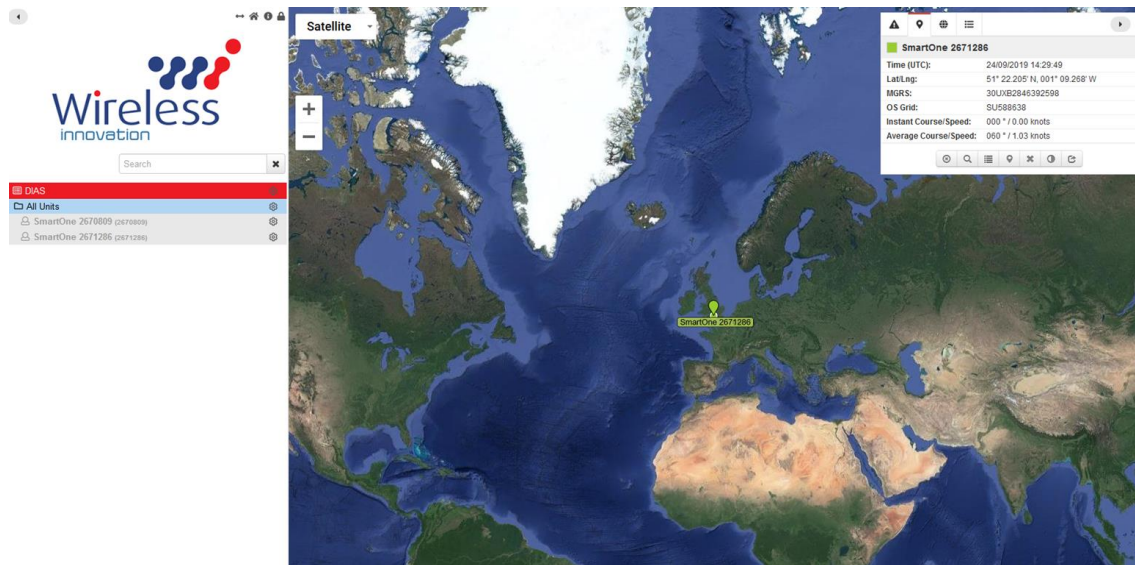 Wireless
innovation
Search
DIAS
All Units
SmartOne 2670809 (2670809)
SmartOne 2671286 (2671286)
Satellite
SmartOne 2671286
SmartOne 2671286
Time (UTC): 24/09/2019 14:29:49
Lat/Lng: 51° 22.205' N, 001° 09.268' W
MGRS: 30UXB2846392598
OS Grid: SU588638
Instant Course/Speed: 000 ° / 0.00 knots
Average Course/Speed: 060 ° / 1.03 knots